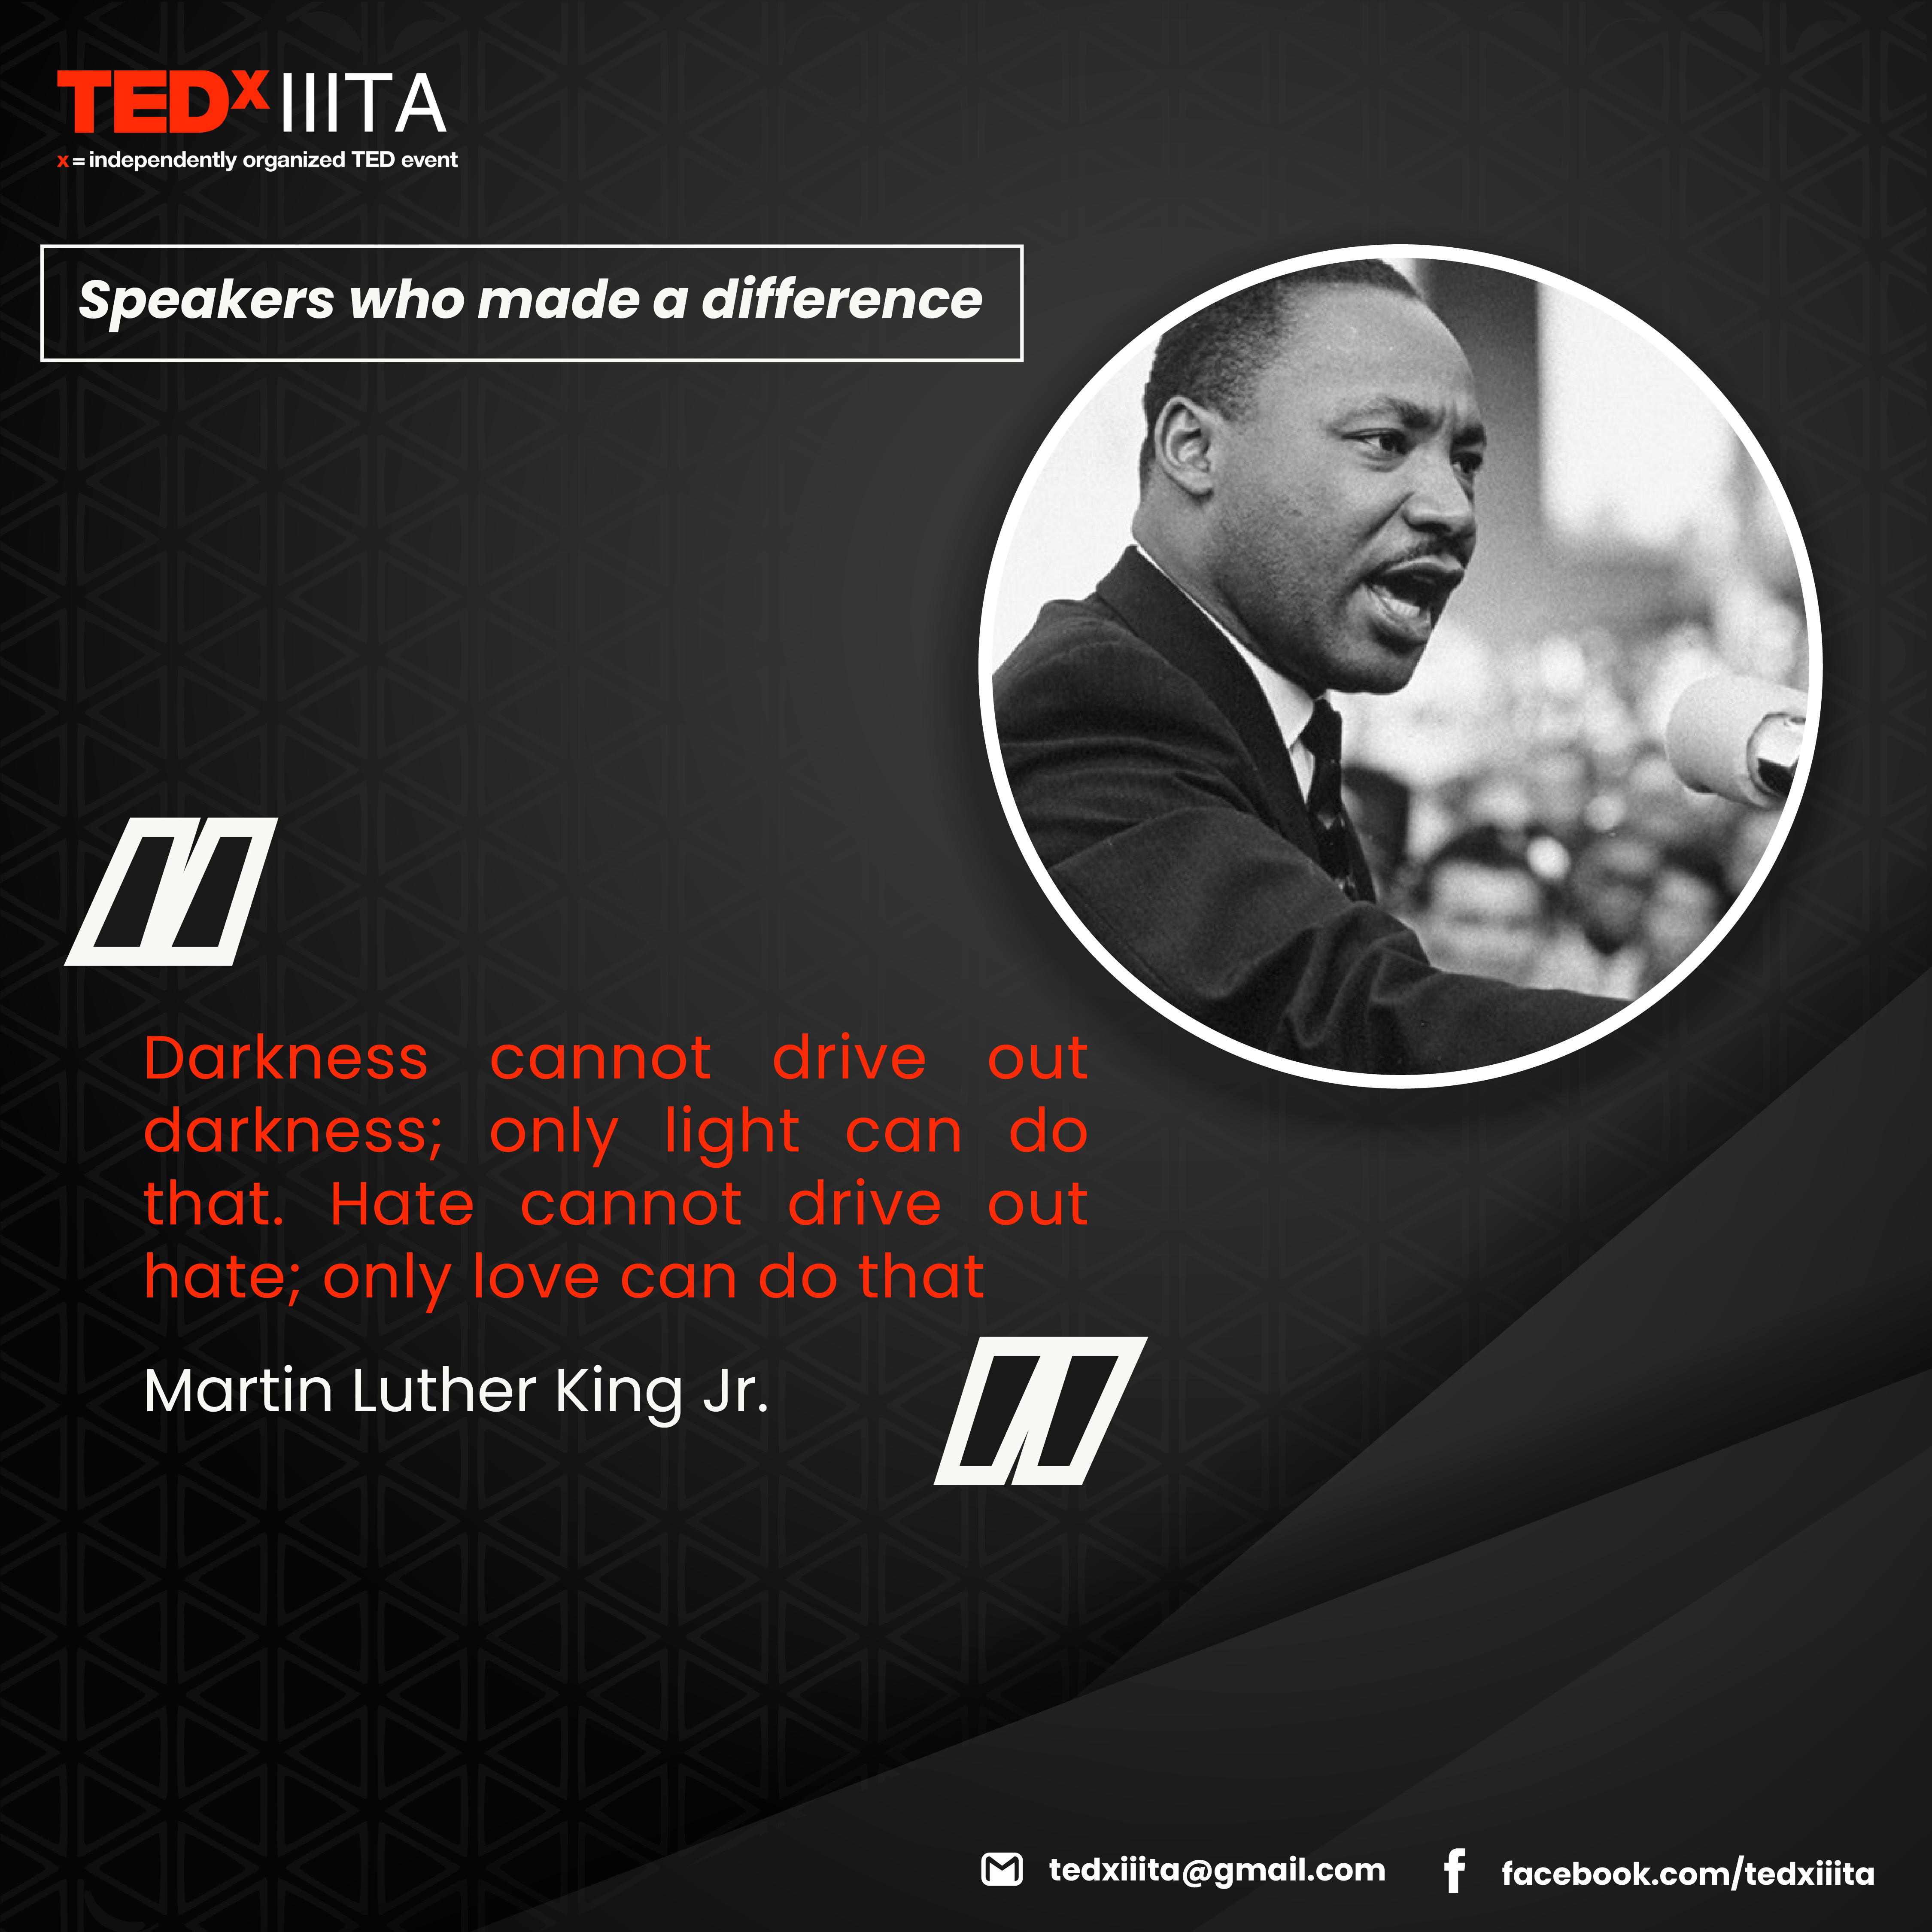 TEDx IIITA
x = independently organized TED event
Speakers who made a difference
Darkness cannot drive out
darkness; only light can do
that. Hate cannot drive out
hate; only love can do that
Martin Luther King Jr.
tedxiiita@gmail.com
facebook.com/tedxiiita